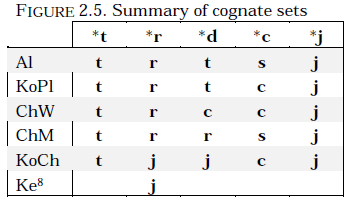 FIGURE 2.5. Summary of cognate sets
*t *r *d *c *j
Al t r t s j
KoPl t r t c j
ChW t r c c j
ChM t r r s j
KoCh t j j c j
Ke⁸ j